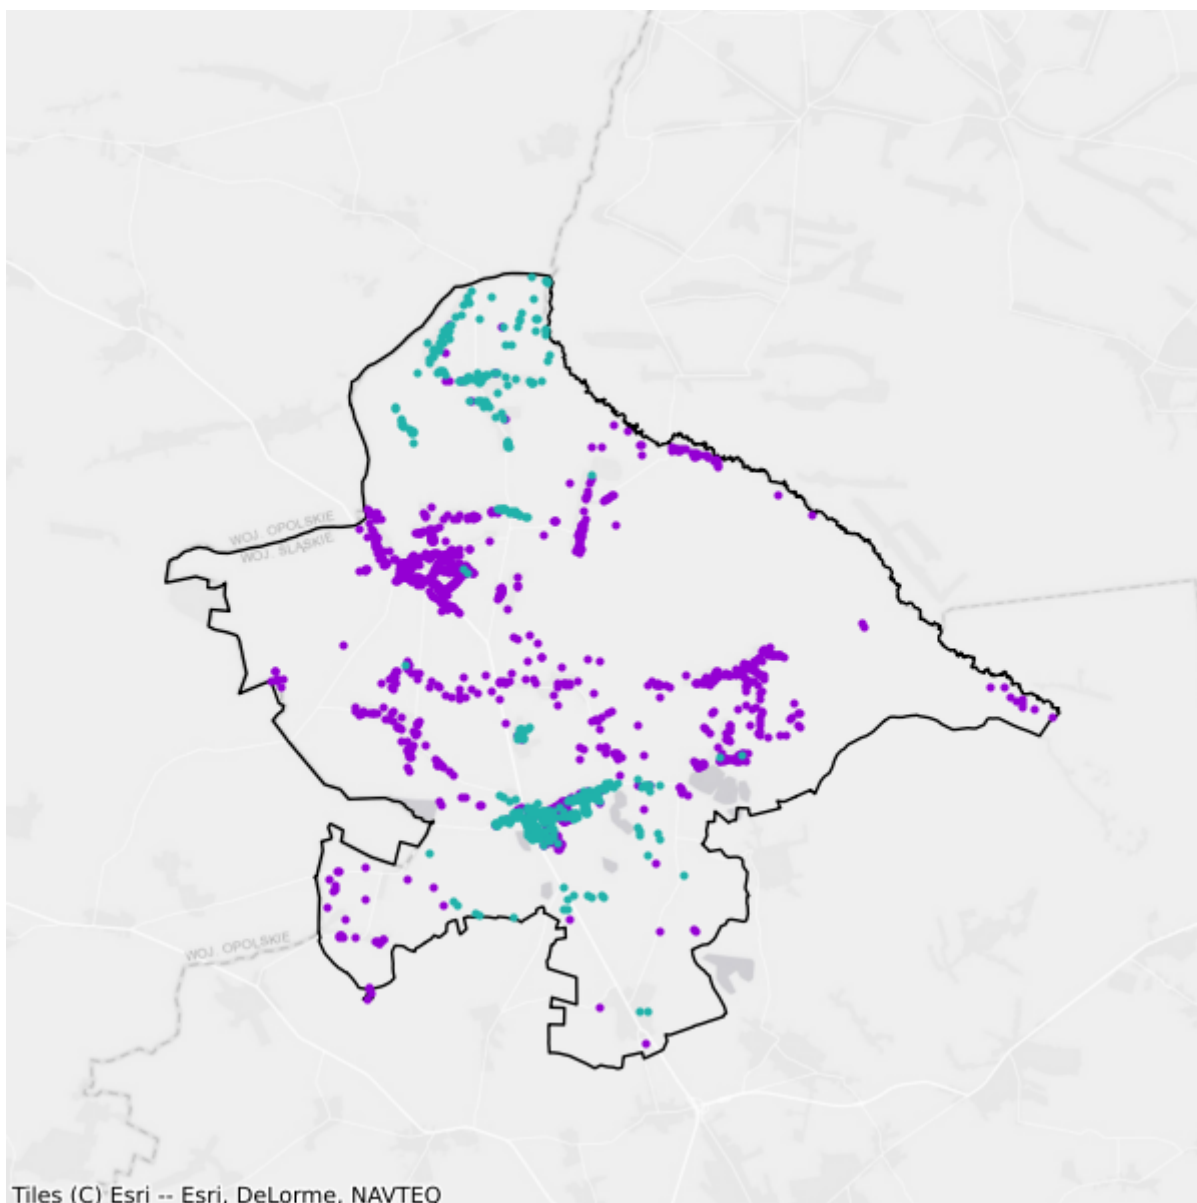 WOJ. OPOLSKIE
WOJ. ŚLĄSKIE
WOJ. OPOLSKIE
Tiles (C) Esri -- Esri, DeLorme, NAVTEQ